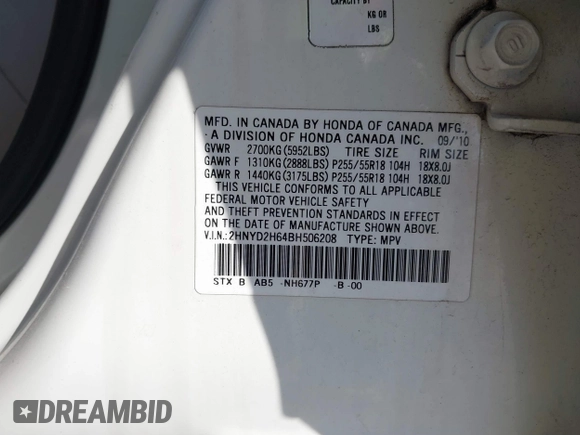 CAPACITY BY
KG OR
LBS
MFD. IN CANADA BY HONDA OF CANADA MFG.,
A DIVISION OF HONDA CANADA INC. 09/'10
GVWR 2700KG(5952LBS) TIRE SIZE RIM SIZE
GAWR F 1310KG(2888LBS) P255/55R18 104H 18X8.0J
GAWR R 1440KG(3175LBS) P255/55R18 104H 18X8.0J
THIS VEHICLE CONFORMS TO ALL APPLICABLE
FEDERAL MOTOR VEHICLE SAFETY
AND THEFT PREVENTION STANDARDS IN EFFECT
ON THE DATE OF MANUFACTURE SHOWN ABOVE.
V.I.N.:2HNYD2H64BH506208 TYPE: MPV
STX B AB5 -NH677P -B -00
DREAMBID